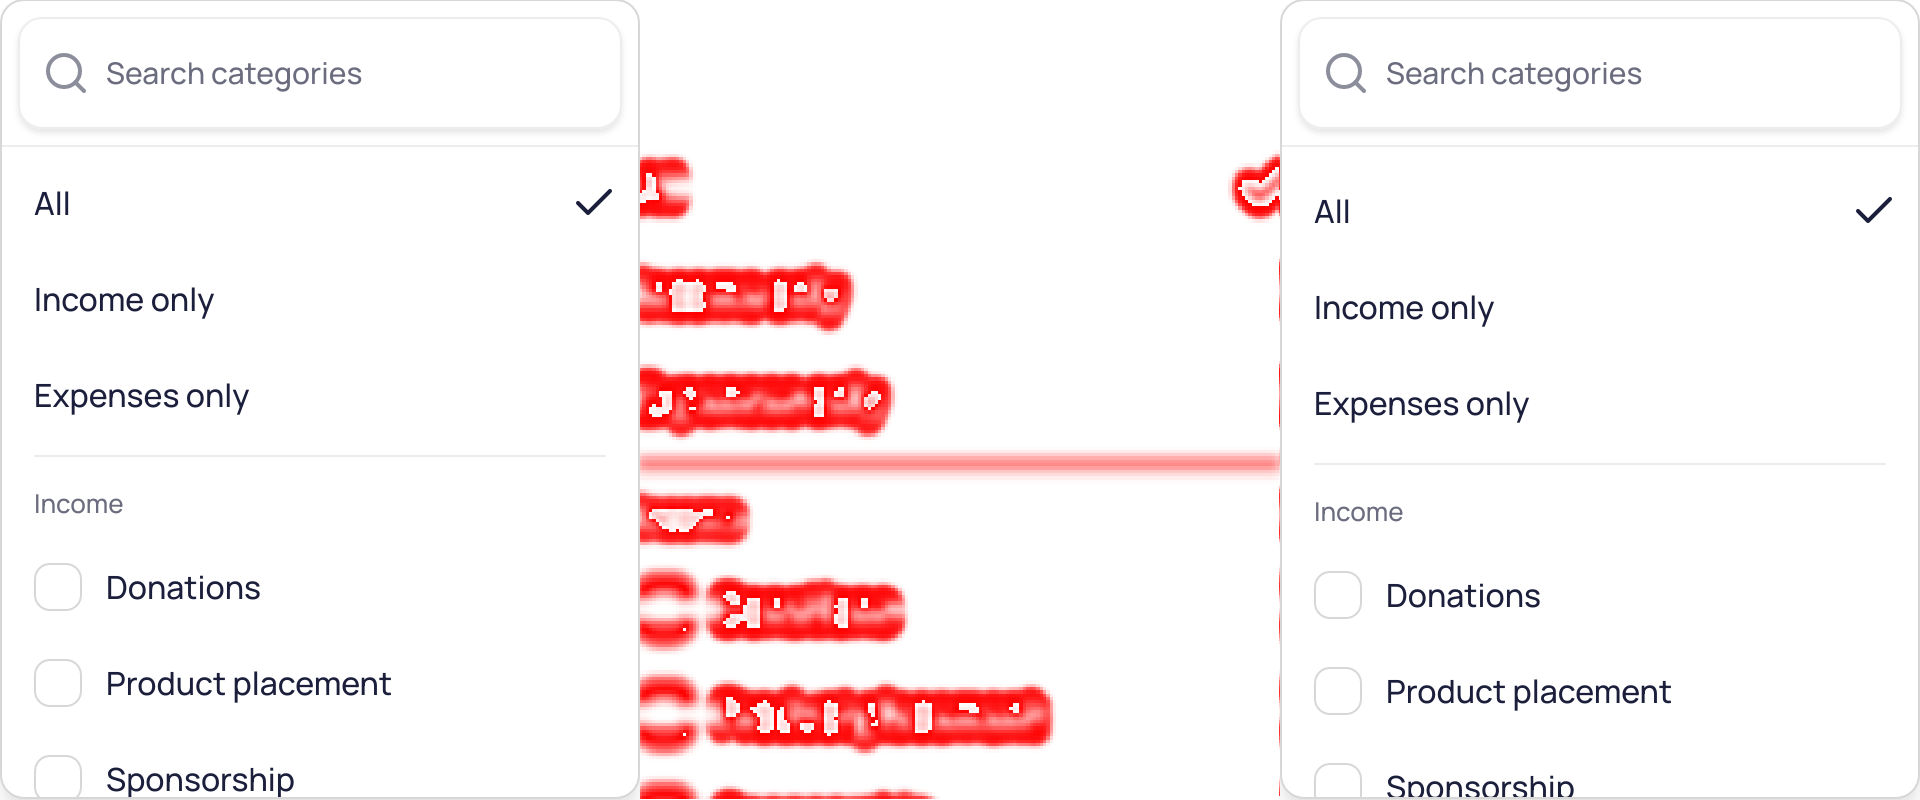 Search categories
All
Income only
Expenses only
Income
Donations
Product placement
Sponsorship
Search categories
All
Income only
Expenses only
Income
Donations
Product placement
Sponsorship